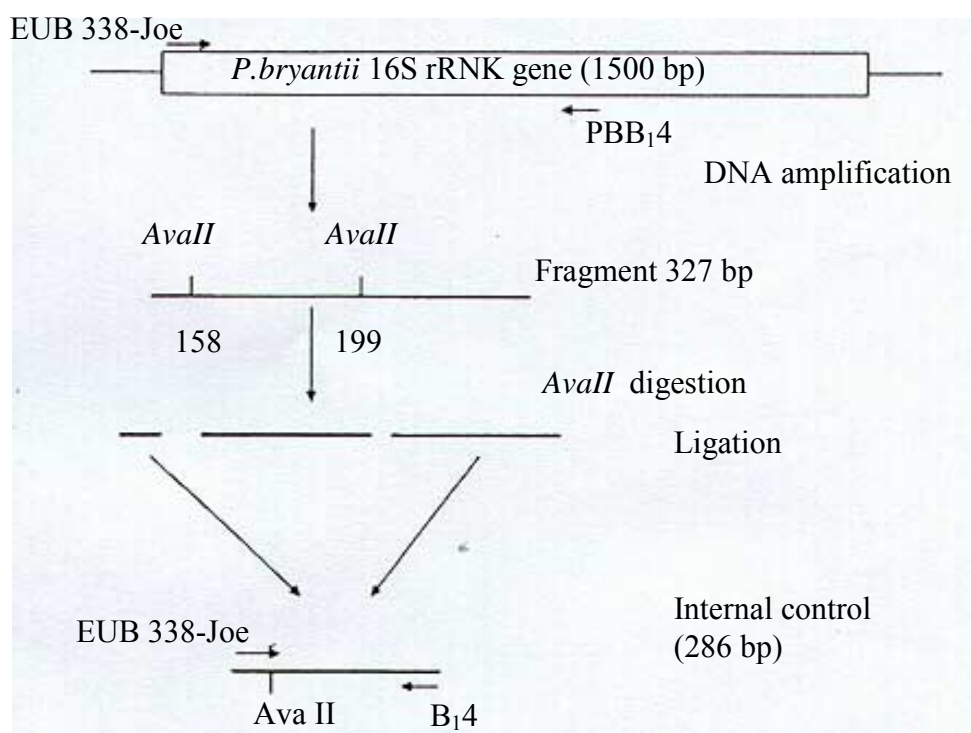 EUB 338-Joe
P.bryantii 16S rRNK gene (1500 bp)
PBB₁4
DNA amplification
AvaII AvaII
Fragment 327 bp
158 199
AvaII digestion
Ligation
Internal control
(286 bp)
EUB 338-Joe
Ava II B₁4